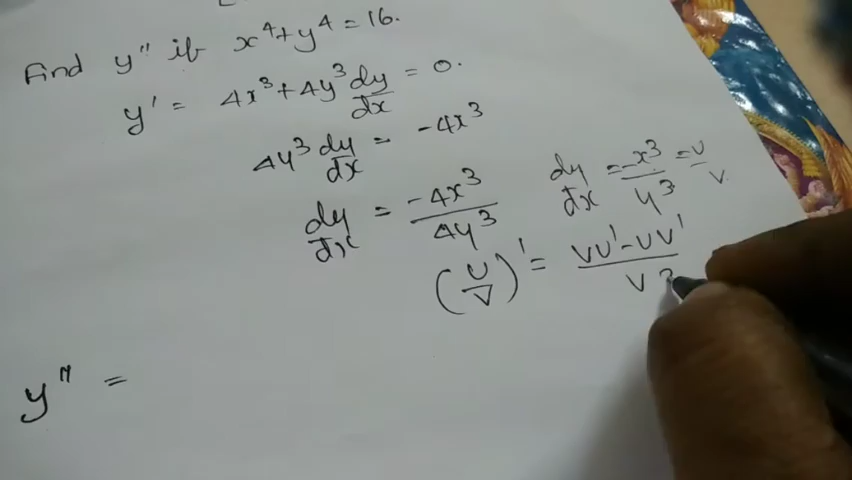 Find y'' if x⁴+y⁴=16.
y' = 4x³+4y³ dy/dx = 0.
4y³ dy/dx = -4x³
dy/dx = -4x³/4y³
dy/dx = -x³/y³ = u/v
(u/v)' = vu'-uv'/v²
y'' =